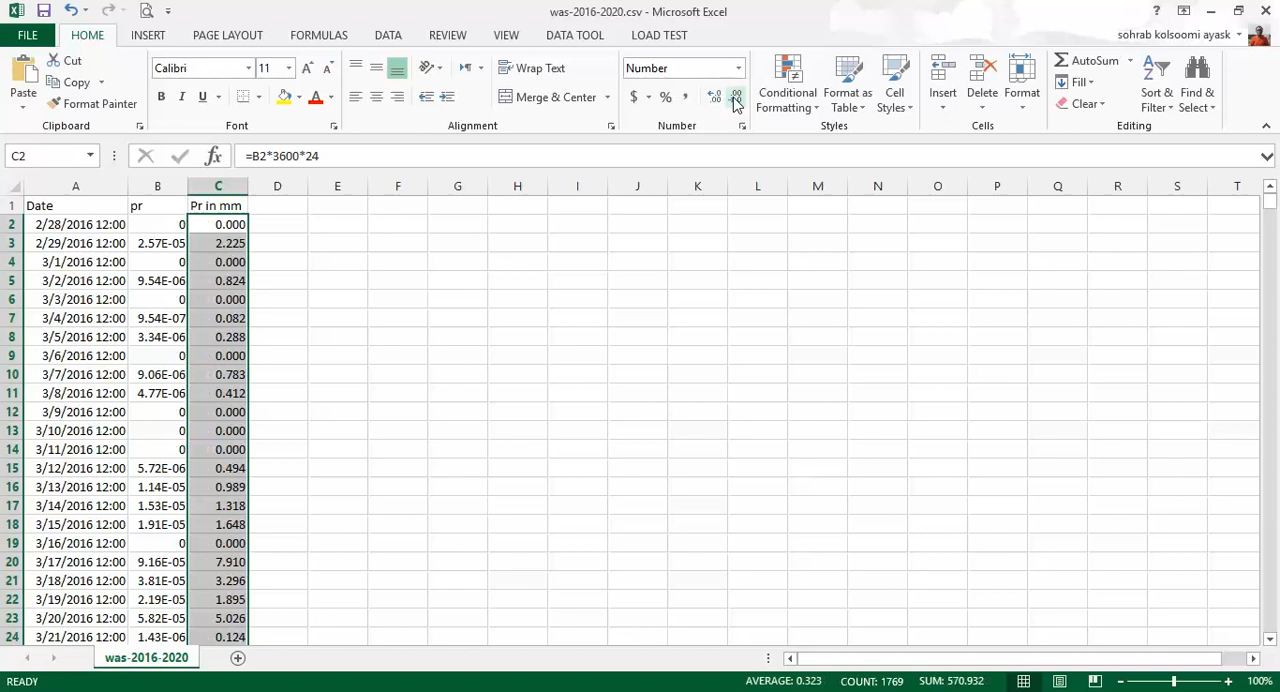 was-2016-2020.csv - Microsoft Excel
FILE HOME INSERT PAGE LAYOUT FORMULAS DATA REVIEW VIEW DATA TOOL LOAD TEST sohrab kolsoomi ayask
Paste
Cut
Copy
Format Painter
Clipboard
Calibri 11
B I U
Font
Wrap Text
Merge & Center
Alignment
Number
$ % ,
Number
Conditional Formatting
Format as Table
Cell Styles
Styles
Insert Delete Format
Cells
AutoSum
Fill
Clear
Sort & Filter
Find & Select
Editing
C2 fx =B2*3600*24
A B C D E F G H I J K L M N O P Q R S T
1 Date pr Pr in mm
2 2/28/2016 12:00 0 0.000
3 2/29/2016 12:00 2.57E-05 2.225
4 3/1/2016 12:00 0 0.000
5 3/2/2016 12:00 9.54E-06 0.824
6 3/3/2016 12:00 0 0.000
7 3/4/2016 12:00 9.54E-07 0.082
8 3/5/2016 12:00 3.34E-06 0.288
9 3/6/2016 12:00 0 0.000
10 3/7/2016 12:00 9.06E-06 0.783
11 3/8/2016 12:00 4.77E-06 0.412
12 3/9/2016 12:00 0 0.000
13 3/10/2016 12:00 0 0.000
14 3/11/2016 12:00 0 0.000
15 3/12/2016 12:00 5.72E-06 0.494
16 3/13/2016 12:00 1.14E-05 0.989
17 3/14/2016 12:00 1.53E-05 1.318
18 3/15/2016 12:00 1.91E-05 1.648
19 3/16/2016 12:00 0 0.000
20 3/17/2016 12:00 9.16E-05 7.910
21 3/18/2016 12:00 3.81E-05 3.296
22 3/19/2016 12:00 2.19E-05 1.895
23 3/20/2016 12:00 5.82E-05 5.026
24 3/21/2016 12:00 1.43E-06 0.124
was-2016-2020
READY AVERAGE: 0.323 COUNT: 1769 SUM: 570.932 100%